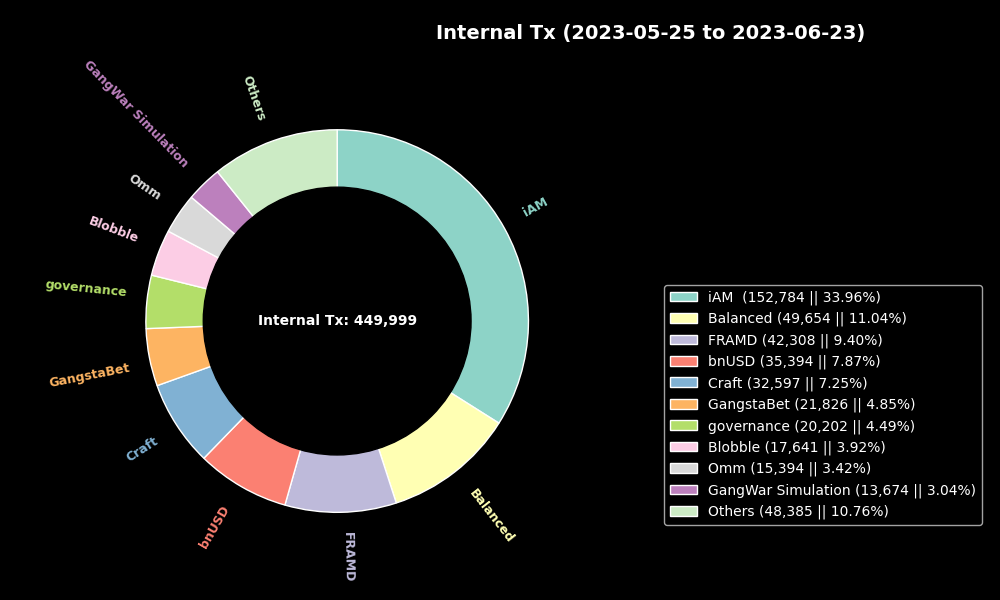 Internal Tx (2023-05-25 to 2023-06-23)
GangWar Simulation
Others
Omm
iAM
Blobble
governance
Internal Tx: 449,999
GangstaBet
Craft
bnUSD
FRAMD
Balanced
iAM  (152,784 || 33.96%)
Balanced (49,654 || 11.04%)
FRAMD (42,308 || 9.40%)
bnUSD (35,394 || 7.87%)
Craft (32,597 || 7.25%)
GangstaBet (21,826 || 4.85%)
governance (20,202 || 4.49%)
Blobble (17,641 || 3.92%)
Omm (15,394 || 3.42%)
GangWar Simulation (13,674 || 3.04%)
Others (48,385 || 10.76%)